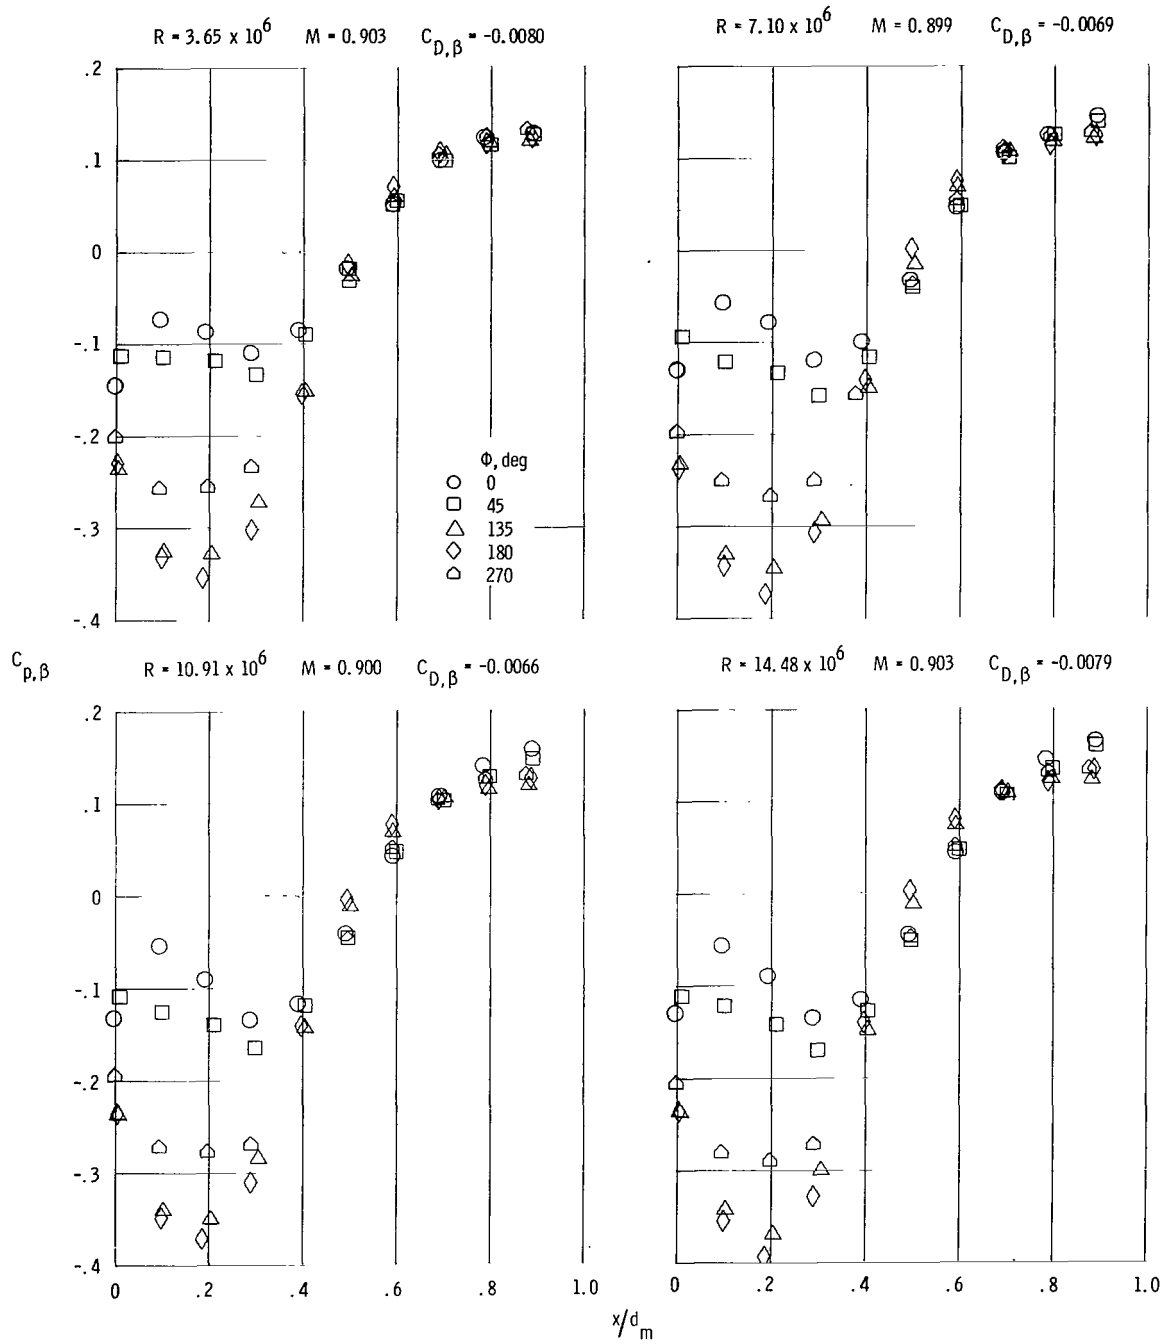 R = 3.65 x 10^6 M = 0.903 C_D,β = -0.0080
R = 7.10 x 10^6 M = 0.899 C_D,β = -0.0069
.2
0.1
0
-.1
-.2
-.3
-.4
Φ, deg
0
45
135
180
270
C_p,β
R = 10.91 x 10^6 M = 0.900 C_D,β = -0.0066
R = 14.48 x 10^6 M = 0.903 C_D,β = -0.0079
.2
0.1
0
-.1
-.2
-.3
-.4
0 .2 .4 .6 .8 1.0
0 .2 .4 .6 .8 1.0
x/d_m